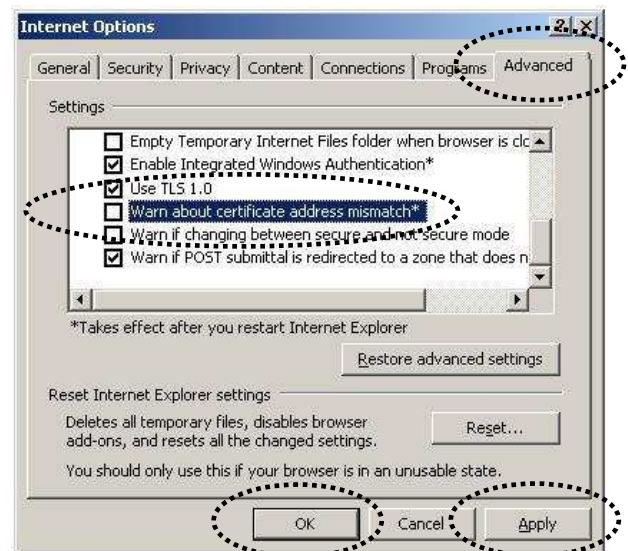 Internet Options
General Security Privacy Content Connections Programs Advanced
Settings
Empty Temporary Internet Files folder when browser is clc
Enable Integrated Windows Authentication*
Use TLS 1.0
Warn about certificate address mismatch*
Warn if changing between secure and not secure mode
Warn if POST submittal is redirected to a zone that does n
*Takes effect after you restart Internet Explorer
Restore advanced settings
Reset Internet Explorer settings
Deletes all temporary files, disables browser
add-ons, and resets all the changed settings.
Reset...
You should only use this if your browser is in an unusable state.
OK Cancel Apply